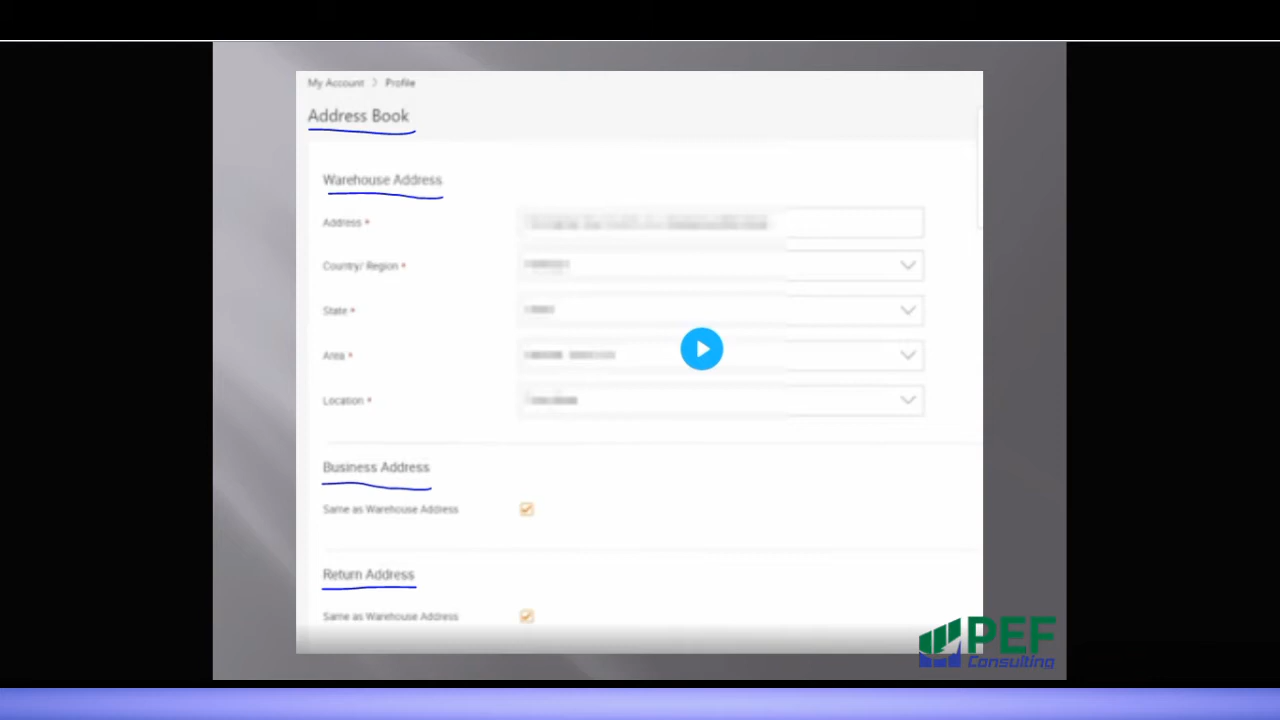 My Account > Profile
Address Book
Warehouse Address
Address *
Country/ Region *
State *
Area *
Location *
Business Address
Same as Warehouse Address
Return Address
Same as Warehouse Address
PEF
Consulting